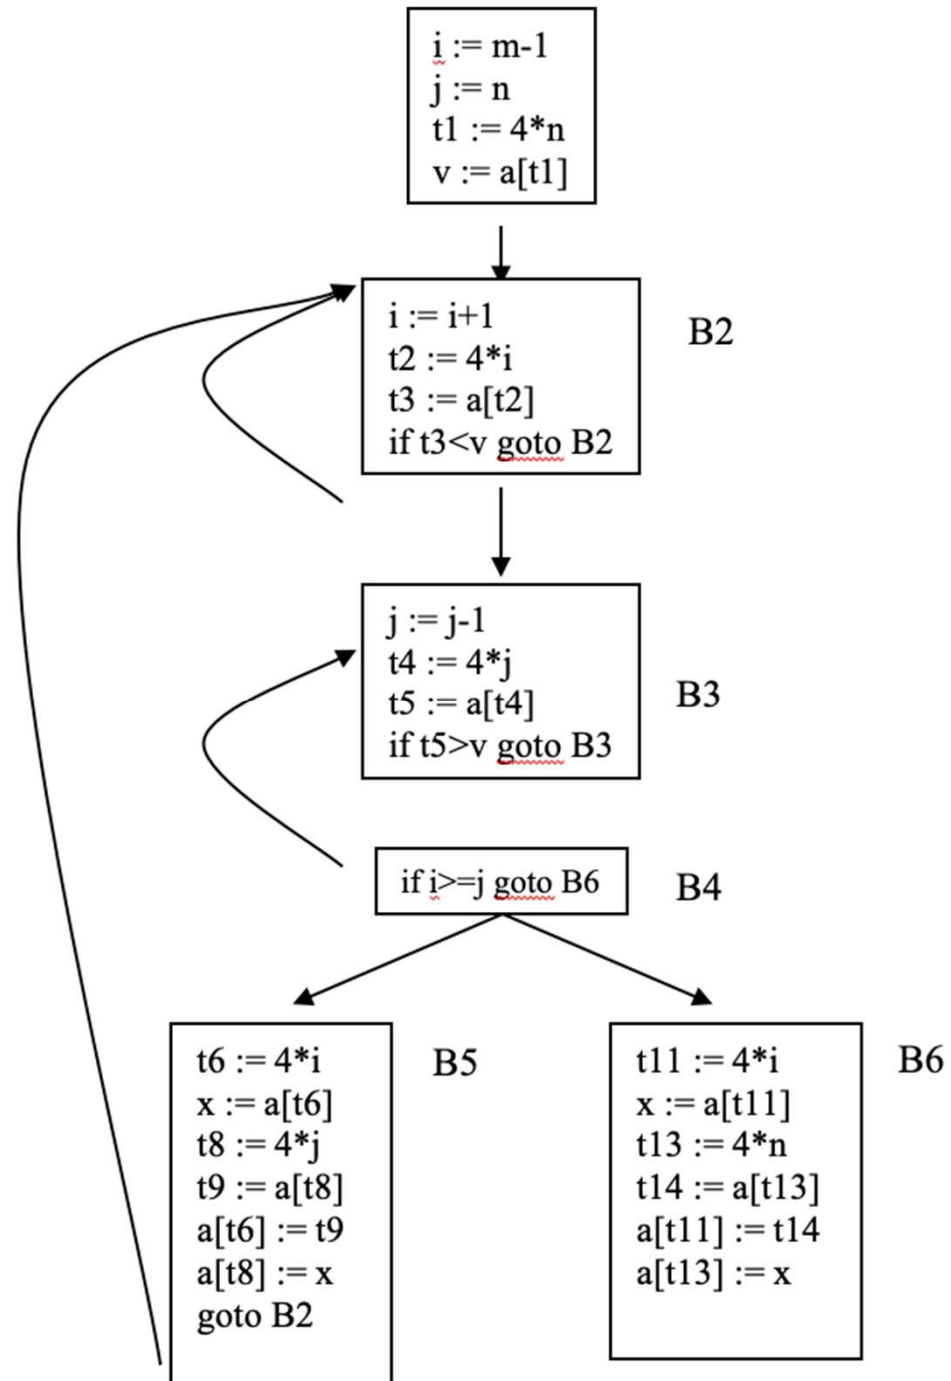 i := m-1
j := n
t1 := 4*n
v := a[t1]
i := i+1
t2 := 4*i
t3 := a[t2]
if t3<v goto B2
B2
j := j-1
t4 := 4*j
t5 := a[t4]
if t5>v goto B3
B3
if i>=j goto B6
B4
t6 := 4*i
x := a[t6]
t8 := 4*j
t9 := a[t8]
a[t6] := t9
a[t8] := x
goto B2
B5
t11 := 4*i
x := a[t11]
t13 := 4*n
t14 := a[t13]
a[t11] := t14
a[t13] := x
B6